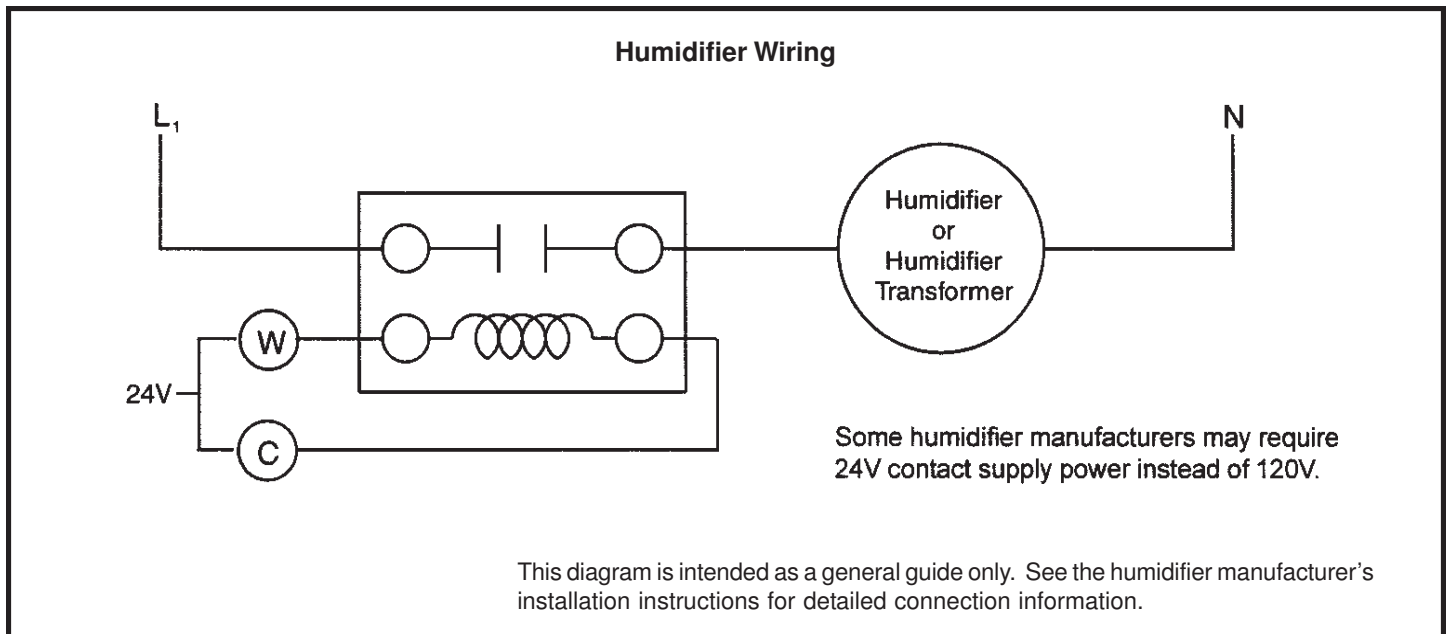 Humidifier Wiring
L₁
N
Humidifier
or
Humidifier
Transformer
W
24V
C
Some humidifier manufacturers may require
24V contact supply power instead of 120V.
This diagram is intended as a general guide only. See the humidifier manufacturer's
installation instructions for detailed connection information.